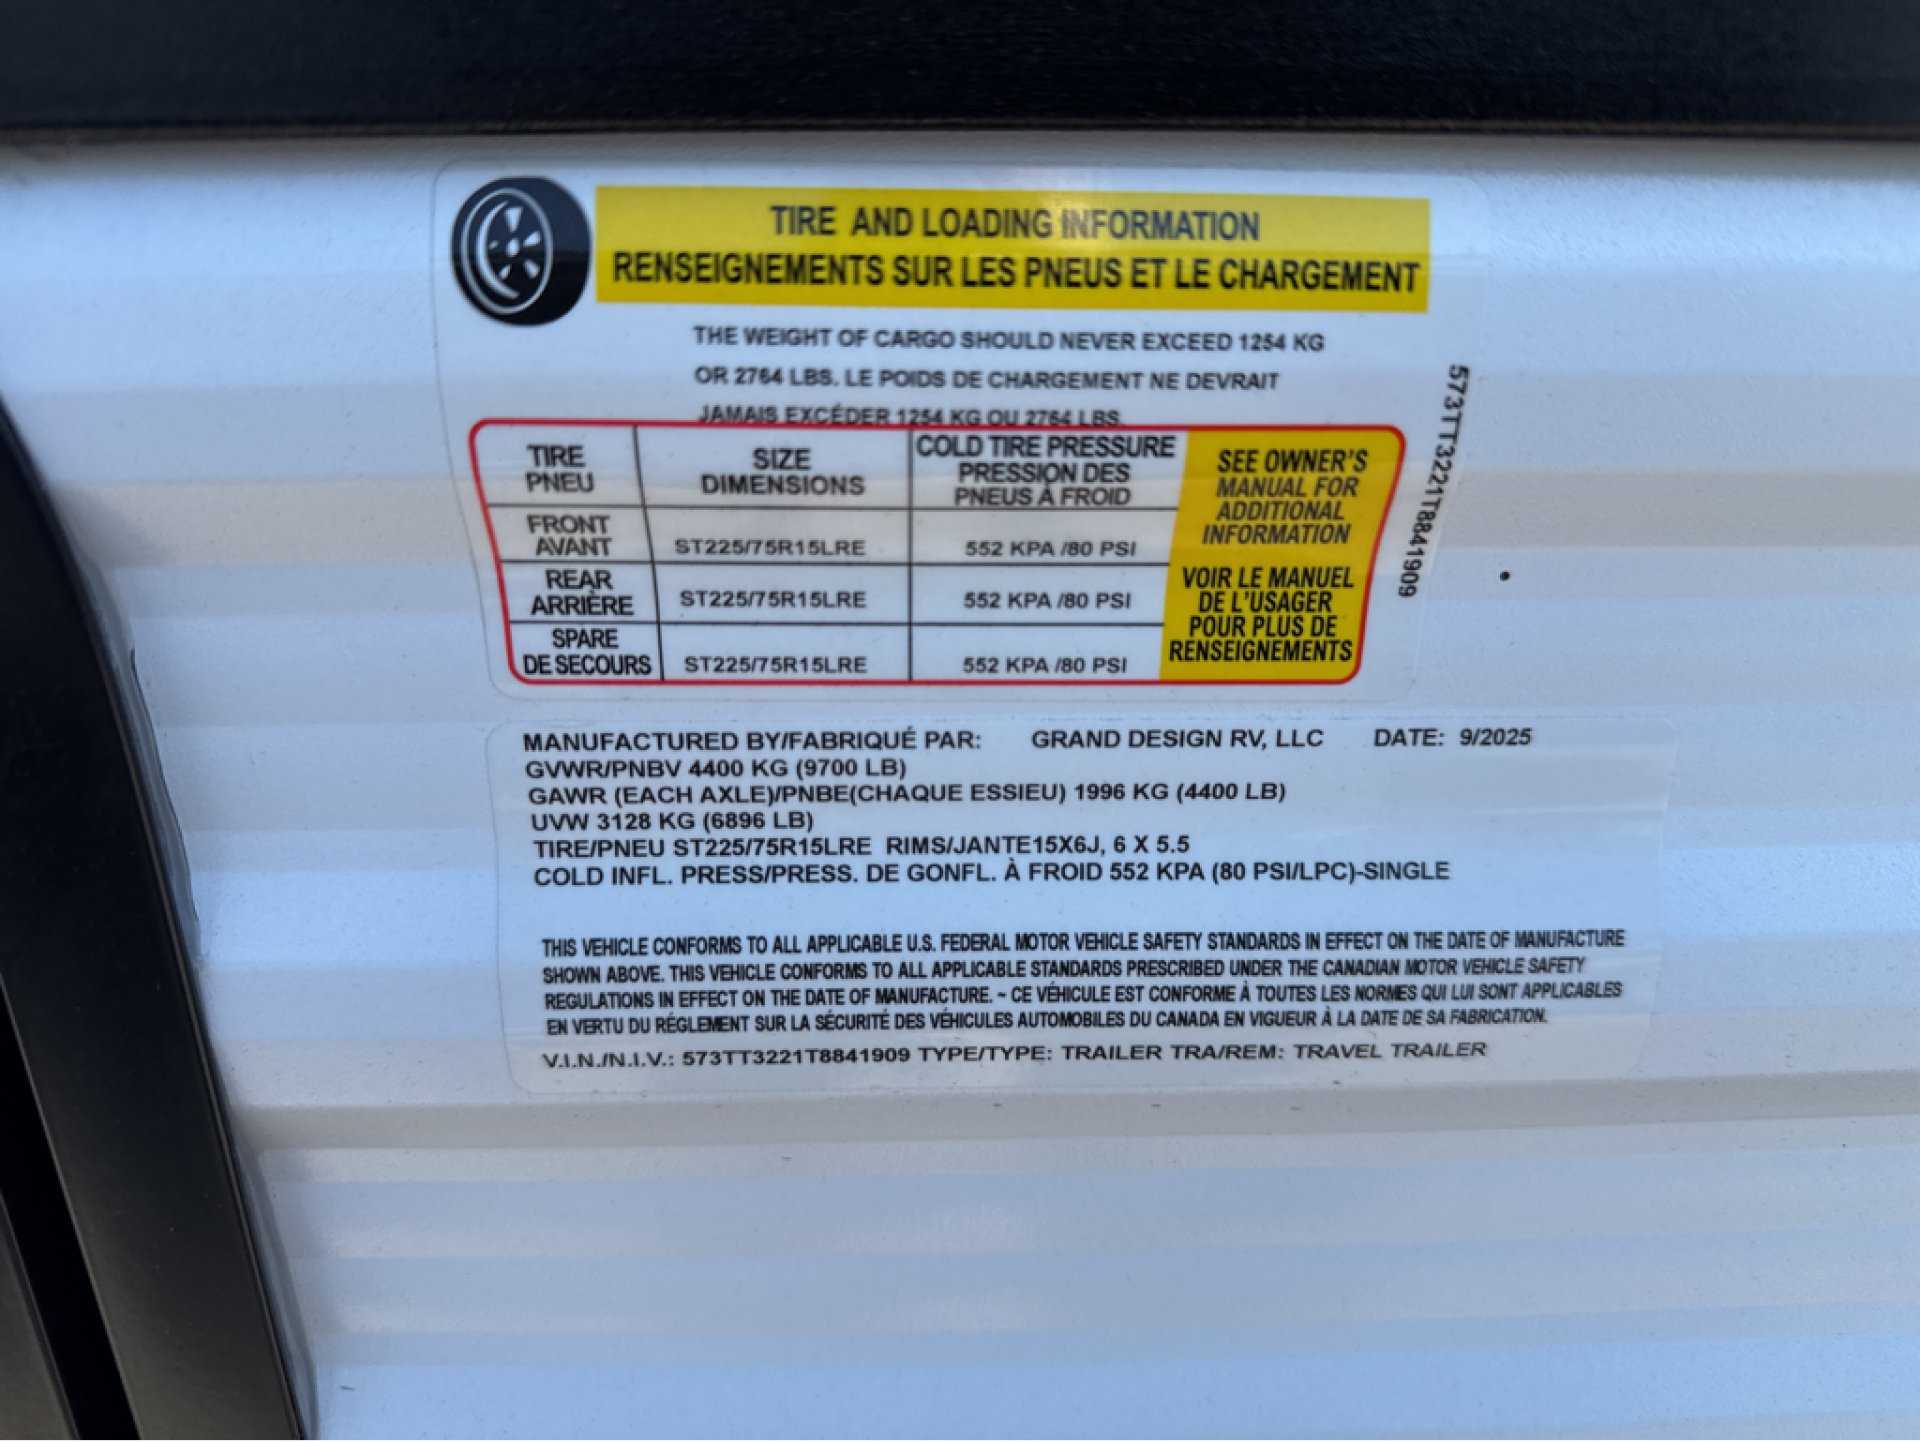 TIRE AND LOADING INFORMATION
RENSEIGNEMENTS SUR LES PNEUS ET LE CHARGEMENT
THE WEIGHT OF CARGO SHOULD NEVER EXCEED 1254 KG
OR 2764 LBS. LE POIDS DE CHARGEMENT NE DEVRAIT
JAMAIS EXCÉDER 1254 KG OU 2764 LBS.
TIRE
PNEU
SIZE
DIMENSIONS
COLD TIRE PRESSURE
PRESSION DES
PNEUS À FROID
FRONT
AVANT
ST225/75R15LRE
552 KPA /80 PSI
REAR
ARRIÈRE
ST225/75R15LRE
552 KPA /80 PSI
SPARE
DE SECOURS
ST225/75R15LRE
552 KPA /80 PSI
SEE OWNER'S
MANUAL FOR
ADDITIONAL
INFORMATION
VOIR LE MANUEL
DE L'USAGER
POUR PLUS DE
RENSEIGNEMENTS
573TT3221T8841909
MANUFACTURED BY/FABRIQUÉ PAR: GRAND DESIGN RV, LLC DATE: 9/2025
GVWR/PNBV 4400 KG (9700 LB)
GAWR (EACH AXLE)/PNBE(CHAQUE ESSIEU) 1996 KG (4400 LB)
UVW 3128 KG (6896 LB)
TIRE/PNEU ST225/75R15LRE RIMS/JANTE15X6J, 6 X 5.5
COLD INFL. PRESS/PRESS. DE GONFL. À FROID 552 KPA (80 PSI/LPC)-SINGLE
THIS VEHICLE CONFORMS TO ALL APPLICABLE U.S. FEDERAL MOTOR VEHICLE SAFETY STANDARDS IN EFFECT ON THE DATE OF MANUFACTURE
SHOWN ABOVE. THIS VEHICLE CONFORMS TO ALL APPLICABLE STANDARDS PRESCRIBED UNDER THE CANADIAN MOTOR VEHICLE SAFETY
REGULATIONS IN EFFECT ON THE DATE OF MANUFACTURE. ~ CE VÉHICULE EST CONFORME À TOUTES LES NORMES QUI LUI SONT APPLICABLES
EN VERTU DU RÉGLEMENT SUR LA SÉCURITÉ DES VÉHICULES AUTOMOBILES DU CANADA EN VIGUEUR À LA DATE DE SA FABRICATION.
V.I.N./N.I.V.: 573TT3221T8841909 TYPE/TYPE: TRAILER TRA/REM: TRAVEL TRAILER